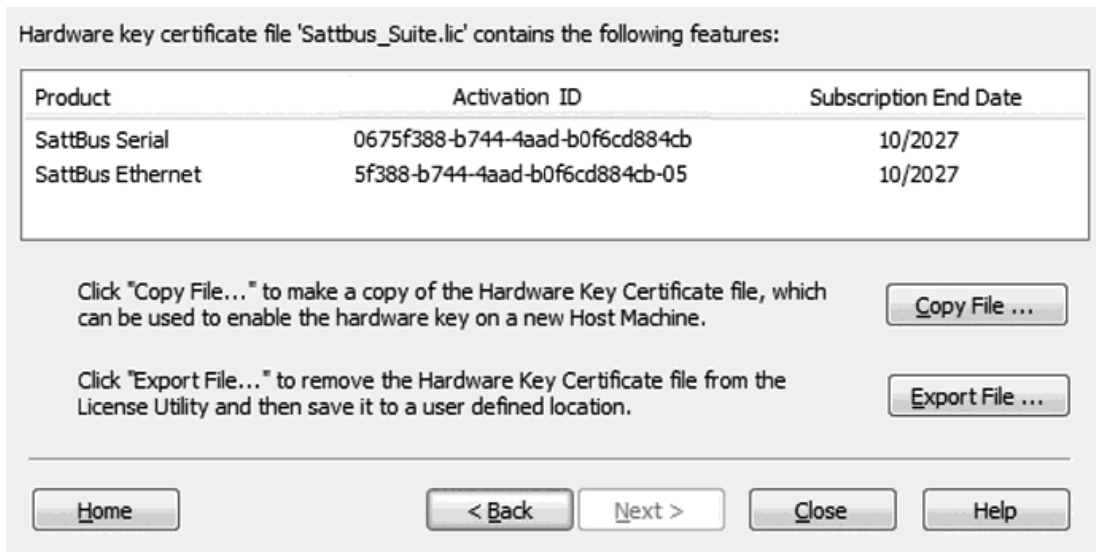 Hardware key certificate file 'Sattbus_Suite.lic' contains the following features:
Product Activation ID Subscription End Date
SattBus Serial 0675f388-b744-4aad-b0f6cd884cb 10/2027
SattBus Ethernet 5f388-b744-4aad-b0f6cd884cb-05 10/2027
Click "Copy File..." to make a copy of the Hardware Key Certificate file, which
can be used to enable the hardware key on a new Host Machine.
Copy File ...
Click "Export File..." to remove the Hardware Key Certificate file from the
License Utility and then save it to a user defined location.
Export File ...
Home < Back Next > Close Help